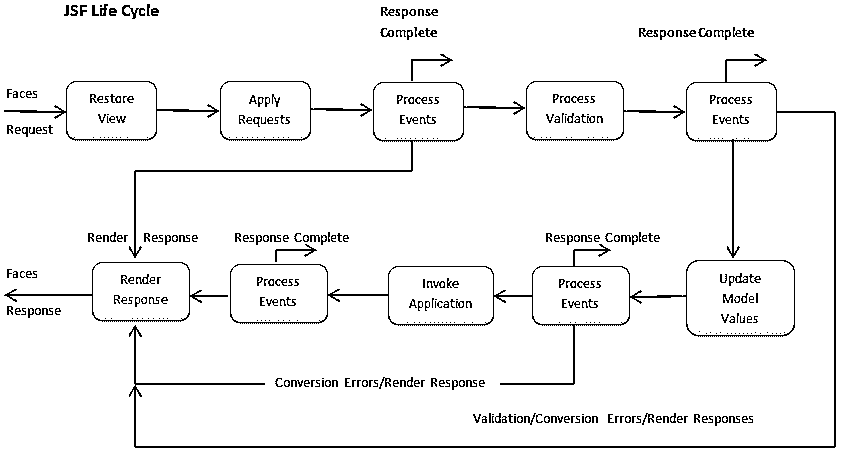 JSF Life Cycle
Response
Complete
Response Complete
Faces
Request
Restore
View
Apply
Requests
Process
Events
Process
Validation
Process
Events
Render Response
Response Complete
Response Complete
Faces
Response
Render
Response
Process
Events
Invoke
Application
Process
Events
Update
Model
Values
Conversion Errors/Render Response
Validation/Conversion Errors/Render Responses